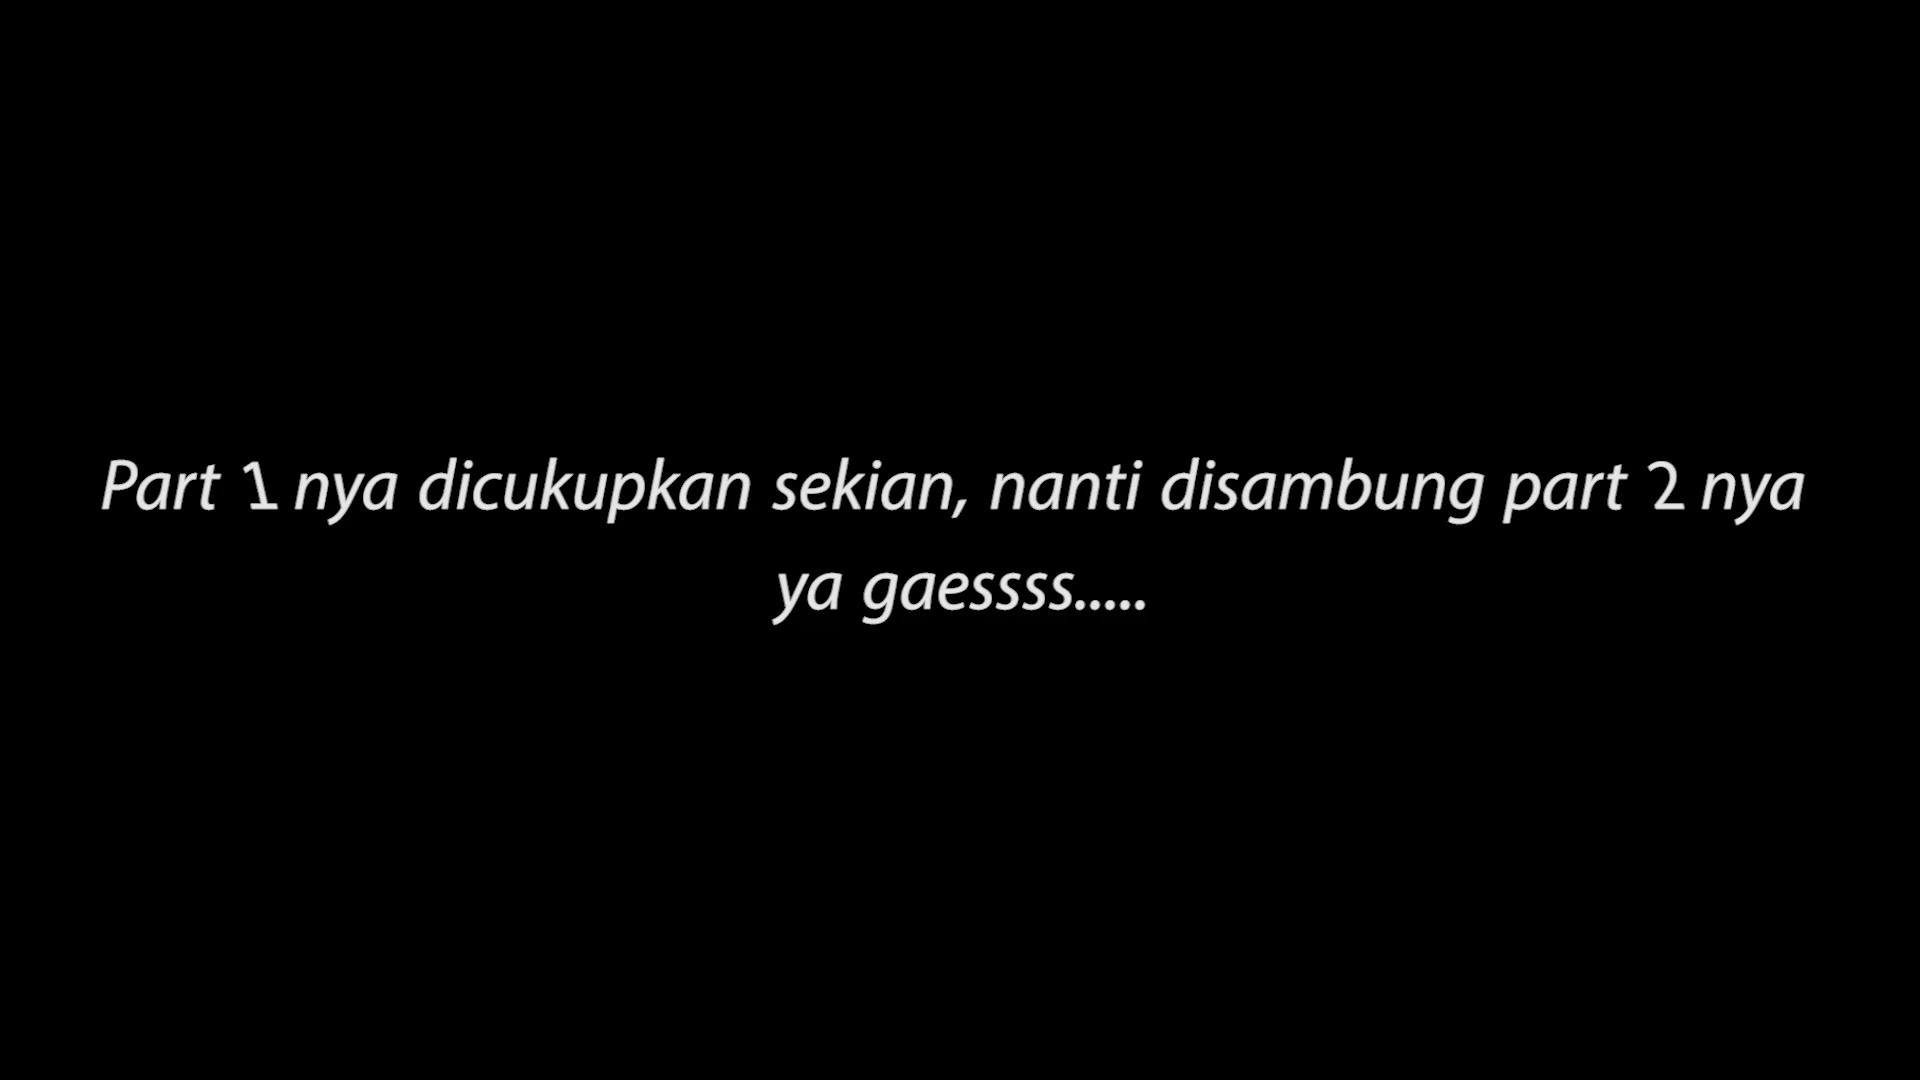 Part 1 nya dicukupkan sekian, nanti disambung part 2 nya
ya gaessss.....